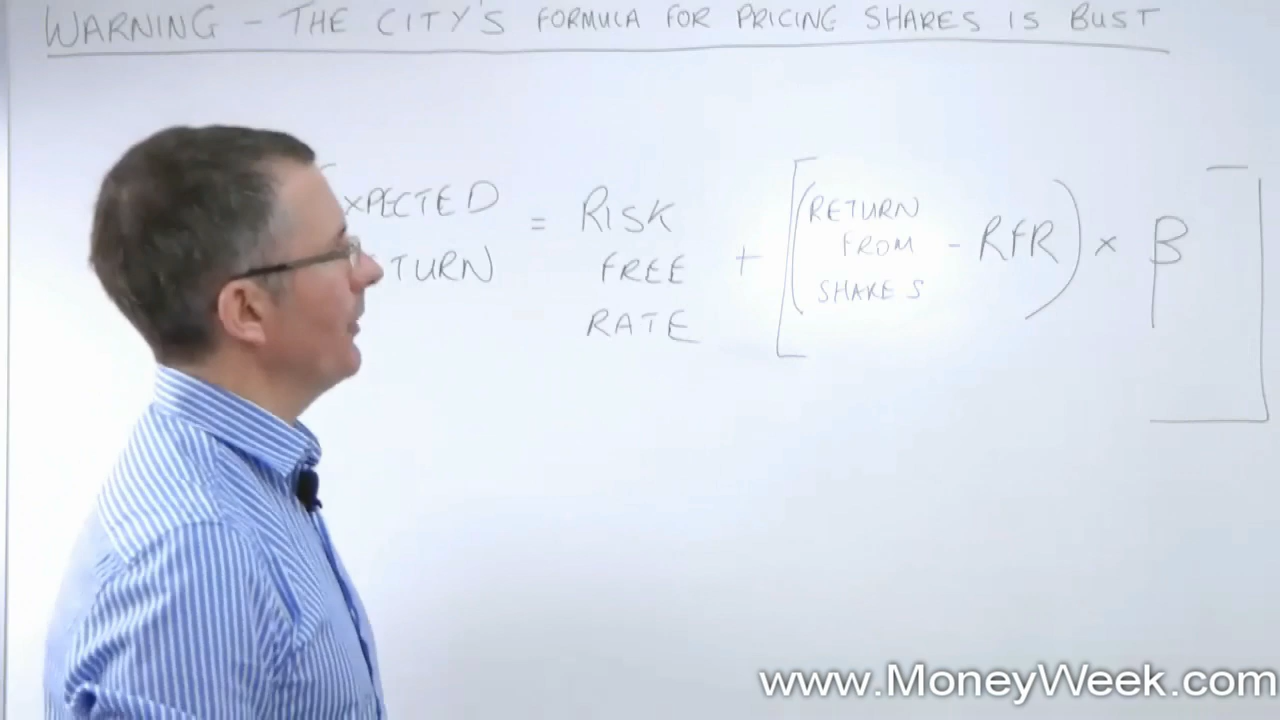 WARNING - THE CITY'S FORMULA FOR PRICING SHARES IS BUST
XPECTED
TURN
=
RISK
FREE
RATE
+
[(RETURN
FROM
SHARES
- RFR) × β]
www.MoneyWeek.com